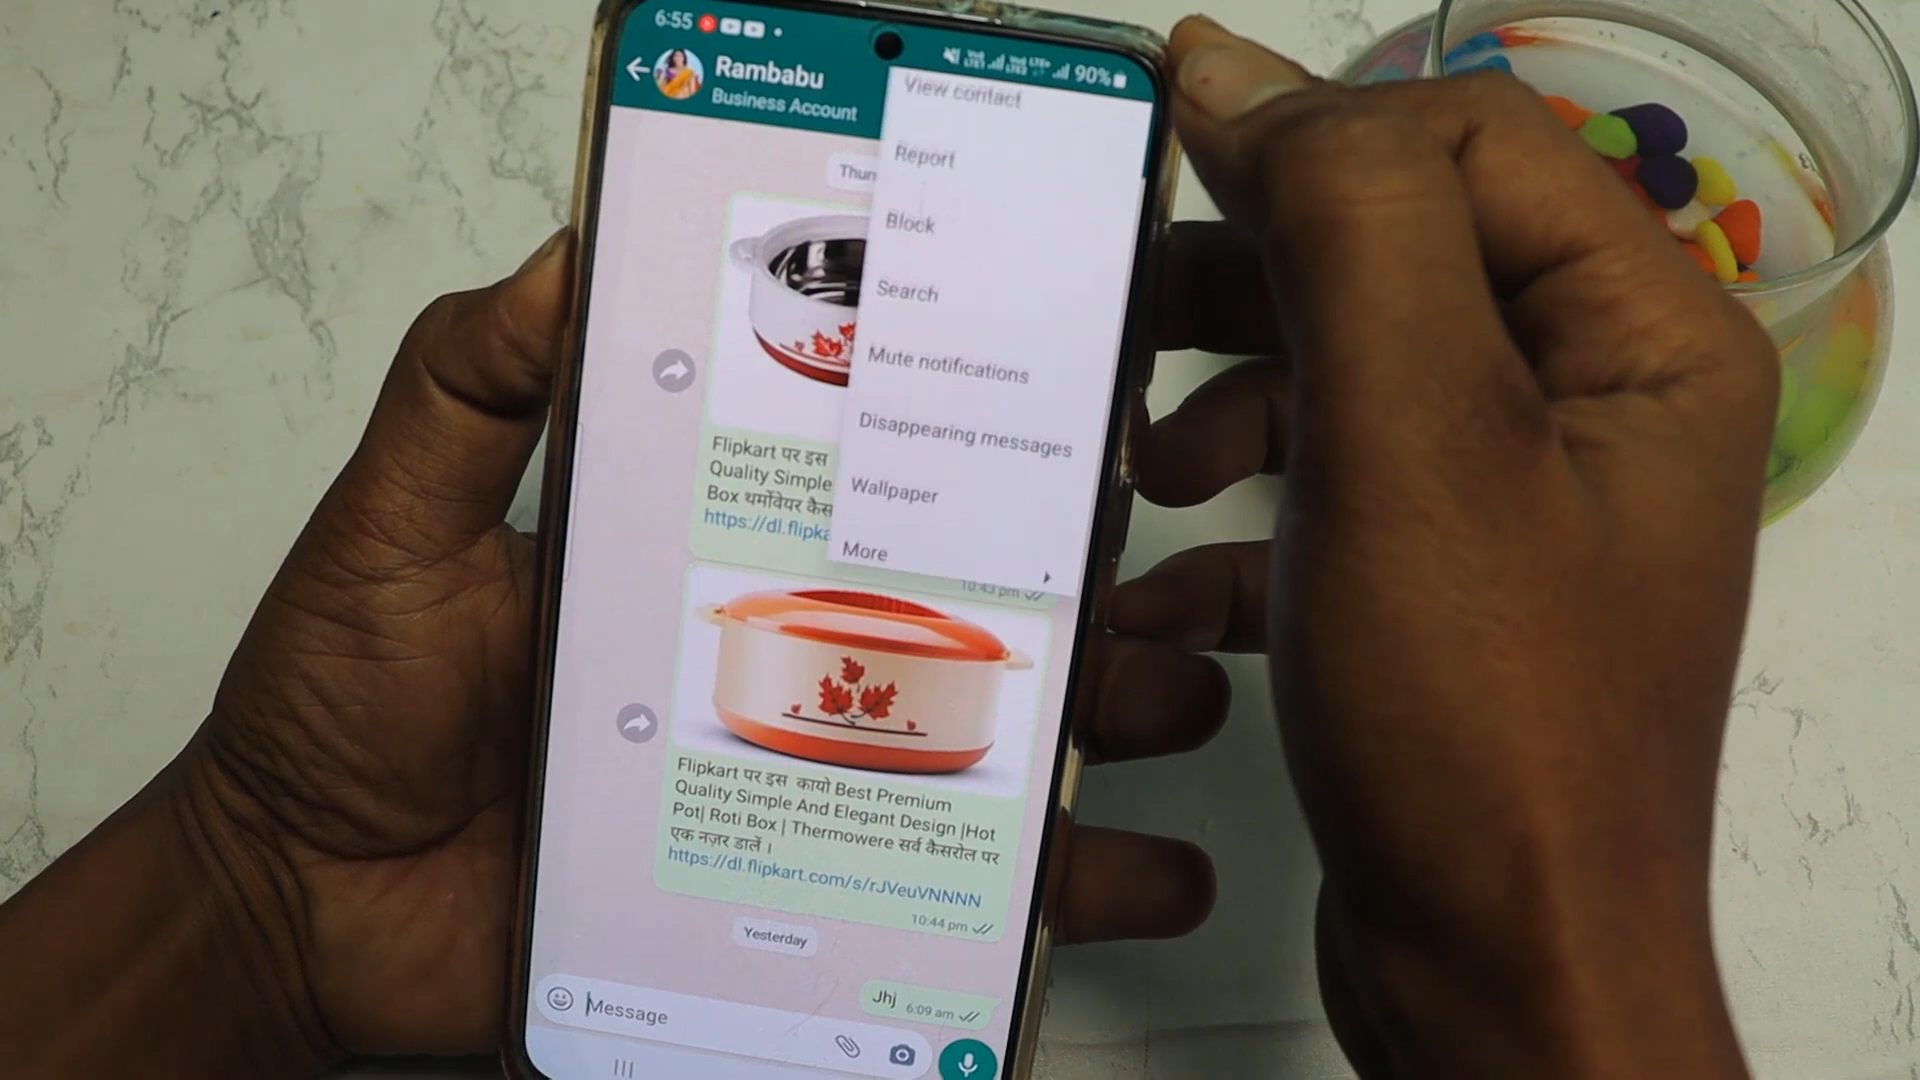 6:55
90%
Rambabu
Business Account
View contact
Report
Block
Search
Mute notifications
Disappearing messages
Wallpaper
More
Thurs
Flipkart पर इस
Quality Simple
Box थर्मोवेयर कैस
https://dl.flipka
10:43 pm
Flipkart पर इस कायो Best Premium
Quality Simple And Elegant Design |Hot
Pot| Roti Box | Thermowere सर्व कैसरोल पर
एक नज़र डालें ।
https://dl.flipkart.com/s/rJVeuVNNNN
10:44 pm
Yesterday
Jhj 6:09 am
Message